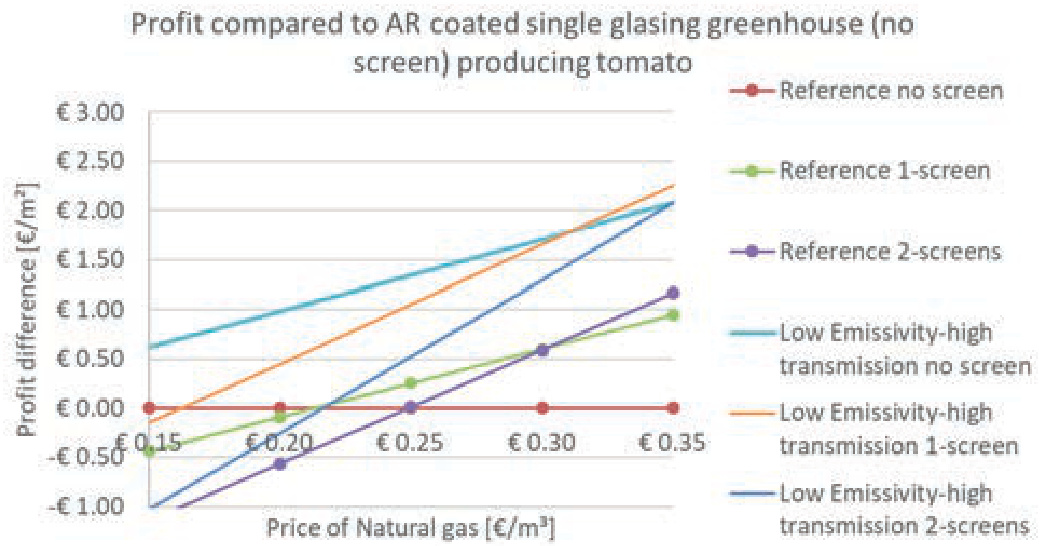 Profit compared to AR coated single glasing greenhouse (no
screen) producing tomato
Profit difference [€/m²]
€ 3.00
€ 2.50
€ 2.00
€ 1.50
€ 1.00
€ 0.50
€ 0.00
-€ 0.50
-€ 1.00
€ 0.15
€ 0.20
€ 0.25
€ 0.30
€ 0.35
Price of Natural gas [€/m³]
Reference no screen
Reference 1-screen
Reference 2-screens
Low Emissivity-high
transmission no screen
Low Emissivity-high
transmission 1-screen
Low Emissivity-high
transmission 2-screens